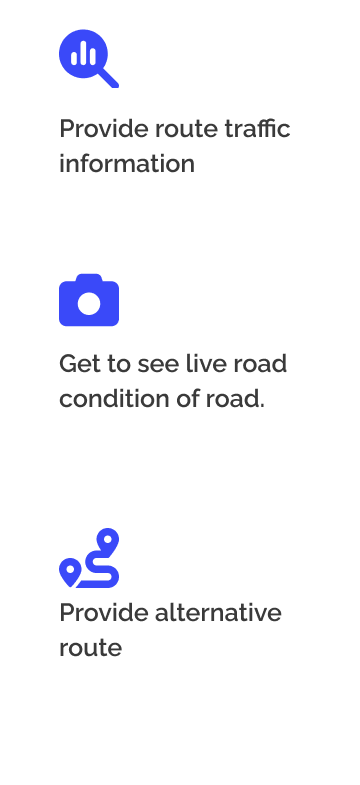 Provide route traffic
information
Get to see live road
condition of road.
Provide alternative
route